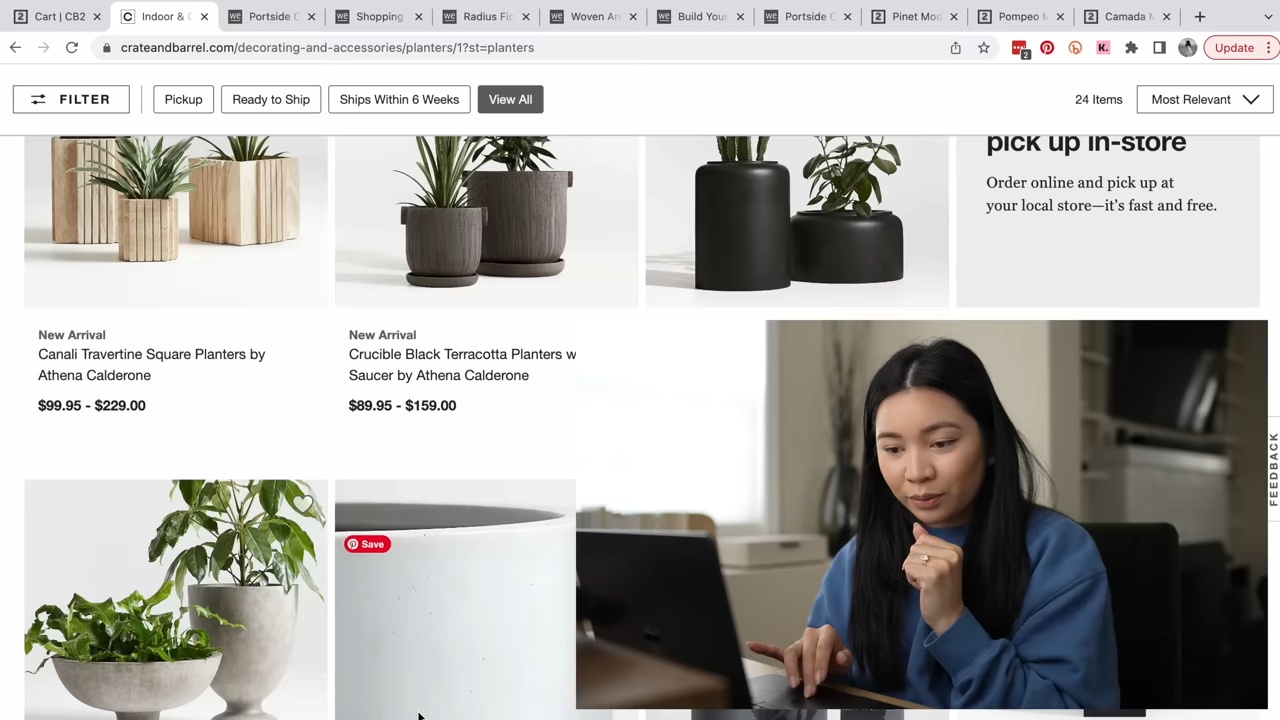 Cart | CB2
Indoor & C
Portside C
Shopping
Radius Fic
Woven Ar
Build Your
Portside C
Pinet Mod
Pompeo M
Camada M
crateandbarrel.com/decorating-and-accessories/planters/1?st=planters
2
K.
Update
FILTER
Pickup
Ready to Ship
Ships Within 6 Weeks
View All
24 Items
Most Relevant
pick up in-store
Order online and pick up at
your local store—it's fast and free.
New Arrival
Canali Travertine Square Planters by
Athena Calderone
$99.95 - $229.00
New Arrival
Crucible Black Terracotta Planters w
Saucer by Athena Calderone
$89.95 - $159.00
Save
FEEDBACK